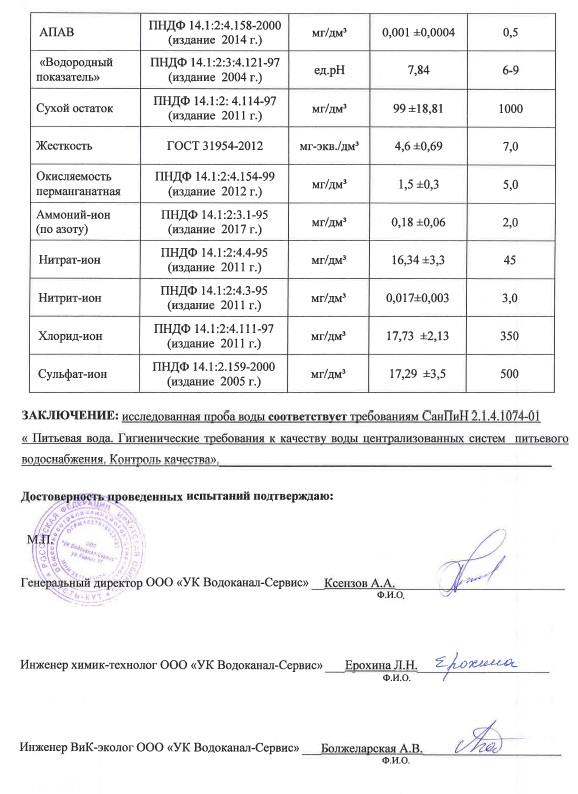 АПАВ ПНДФ 14.1:2:4.158-2000 (издание 2014 г.) мг/дм³ 0,001 ±0,0004 0,5
«Водородный показатель» ПНДФ 14.1:2:3:4.121-97 (издание 2004 г.) ед.рН 7,84 6-9
Сухой остаток ПНДФ 14.1:2: 4.114-97 (издание 2011 г.) мг/дм³ 99 ±18,81 1000
Жесткость ГОСТ 31954-2012 мг-экв./дм³ 4,6 ±0,69 7,0
Окисляемость перманганатная ПНДФ 14.1:2:4.154-99 (издание 2012 г.) мг/дм³ 1,5 ±0,3 5,0
Аммоний-ион (по азоту) ПНДФ 14.1:2:3.1-95 (издание 2017 г.) мг/дм³ 0,18 ±0,06 2,0
Нитрат-ион ПНДФ 14.1:2:4.4-95 (издание 2011 г.) мг/дм³ 16,34 ±3,3 45
Нитрит-ион ПНДФ 14.1:2:4.3-95 (издание 2011 г.) мг/дм³ 0,017±0,003 3,0
Хлорид-ион ПНДФ 14.1:2:4.111-97 (издание 2011 г.) мг/дм³ 17,73 ±2,13 350
Сульфат-ион ПНДФ 14.1:2.159-2000 (издание 2005 г.) мг/дм³ 17,29 ±3,5 500
ЗАКЛЮЧЕНИЕ: исследованная проба воды соответствует требованиям СанПиН 2.1.4.1074-01
« Питьевая вода. Гигиенические требования к качеству воды централизованных систем питьевого
водоснабжения. Контроль качества».
Достоверность проведенных испытаний подтверждаю:
М.П.
РОССИЙСКАЯ ФЕДЕРАЦИЯ
ООО
"УК Водоканал-Сервис"
УСТЬ-КУТ
Генеральный директор ООО «УК Водоканал-Сервис» Ксензов А.А.
Ф.И.О.
Инженер химик-технолог ООО «УК Водоканал-Сервис» Ерохина Л.Н. Ерохина
Ф.И.О.
Инженер ВиК-эколог ООО «УК Водоканал-Сервис» Болжеларская А.В.
Ф.И.О.